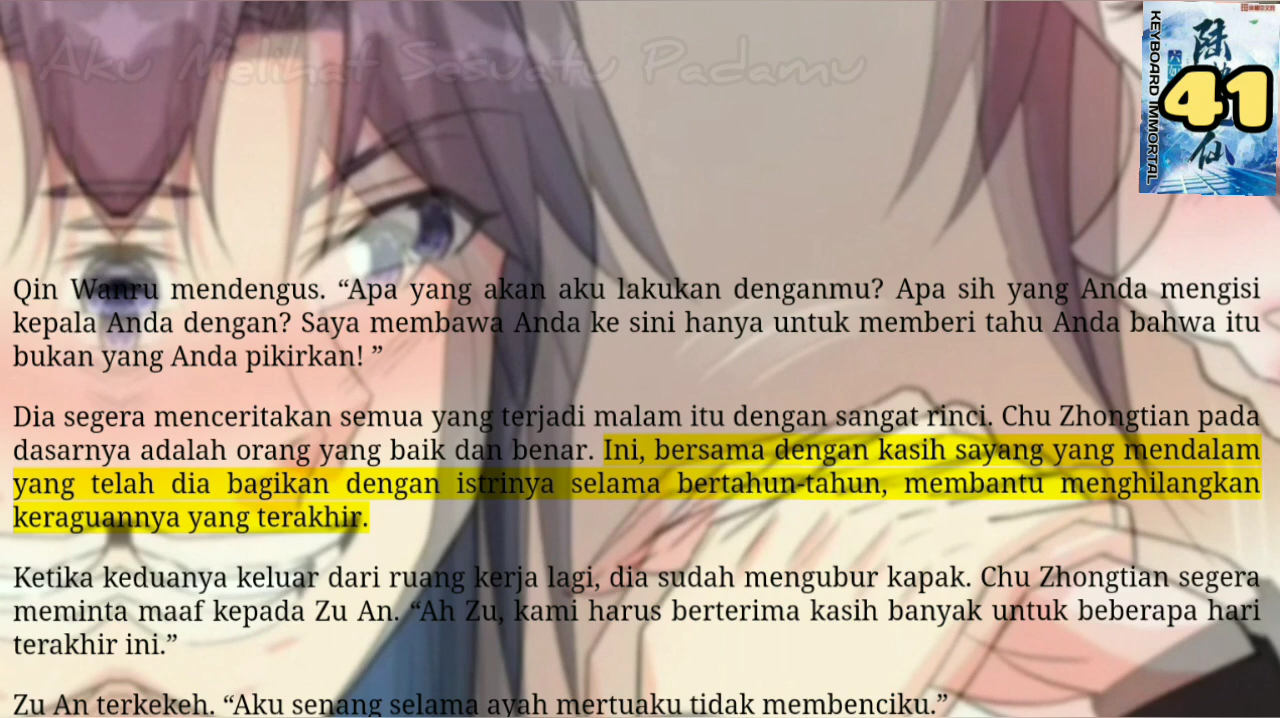 Aku Melihat Sesuatu Padamu
KEYBOARD IMMORTAL
41
Qin Wanru mendengus. “Apa yang akan aku lakukan denganmu? Apa sih yang Anda mengisi
kepala Anda dengan? Saya membawa Anda ke sini hanya untuk memberi tahu Anda bahwa itu
bukan yang Anda pikirkan! ”
Dia segera menceritakan semua yang terjadi malam itu dengan sangat rinci. Chu Zhongtian pada
dasarnya adalah orang yang baik dan benar. Ini, bersama dengan kasih sayang yang mendalam
yang telah dia bagikan dengan istrinya selama bertahun-tahun, membantu menghilangkan
keraguannya yang terakhir.
Ketika keduanya keluar dari ruang kerja lagi, dia sudah mengubur kapak. Chu Zhongtian segera
meminta maaf kepada Zu An. “Ah Zu, kami harus berterima kasih banyak untuk beberapa hari
terakhir ini.”
Zu An terkekeh. “Aku senang selama ayah mertuaku tidak membenciku.”